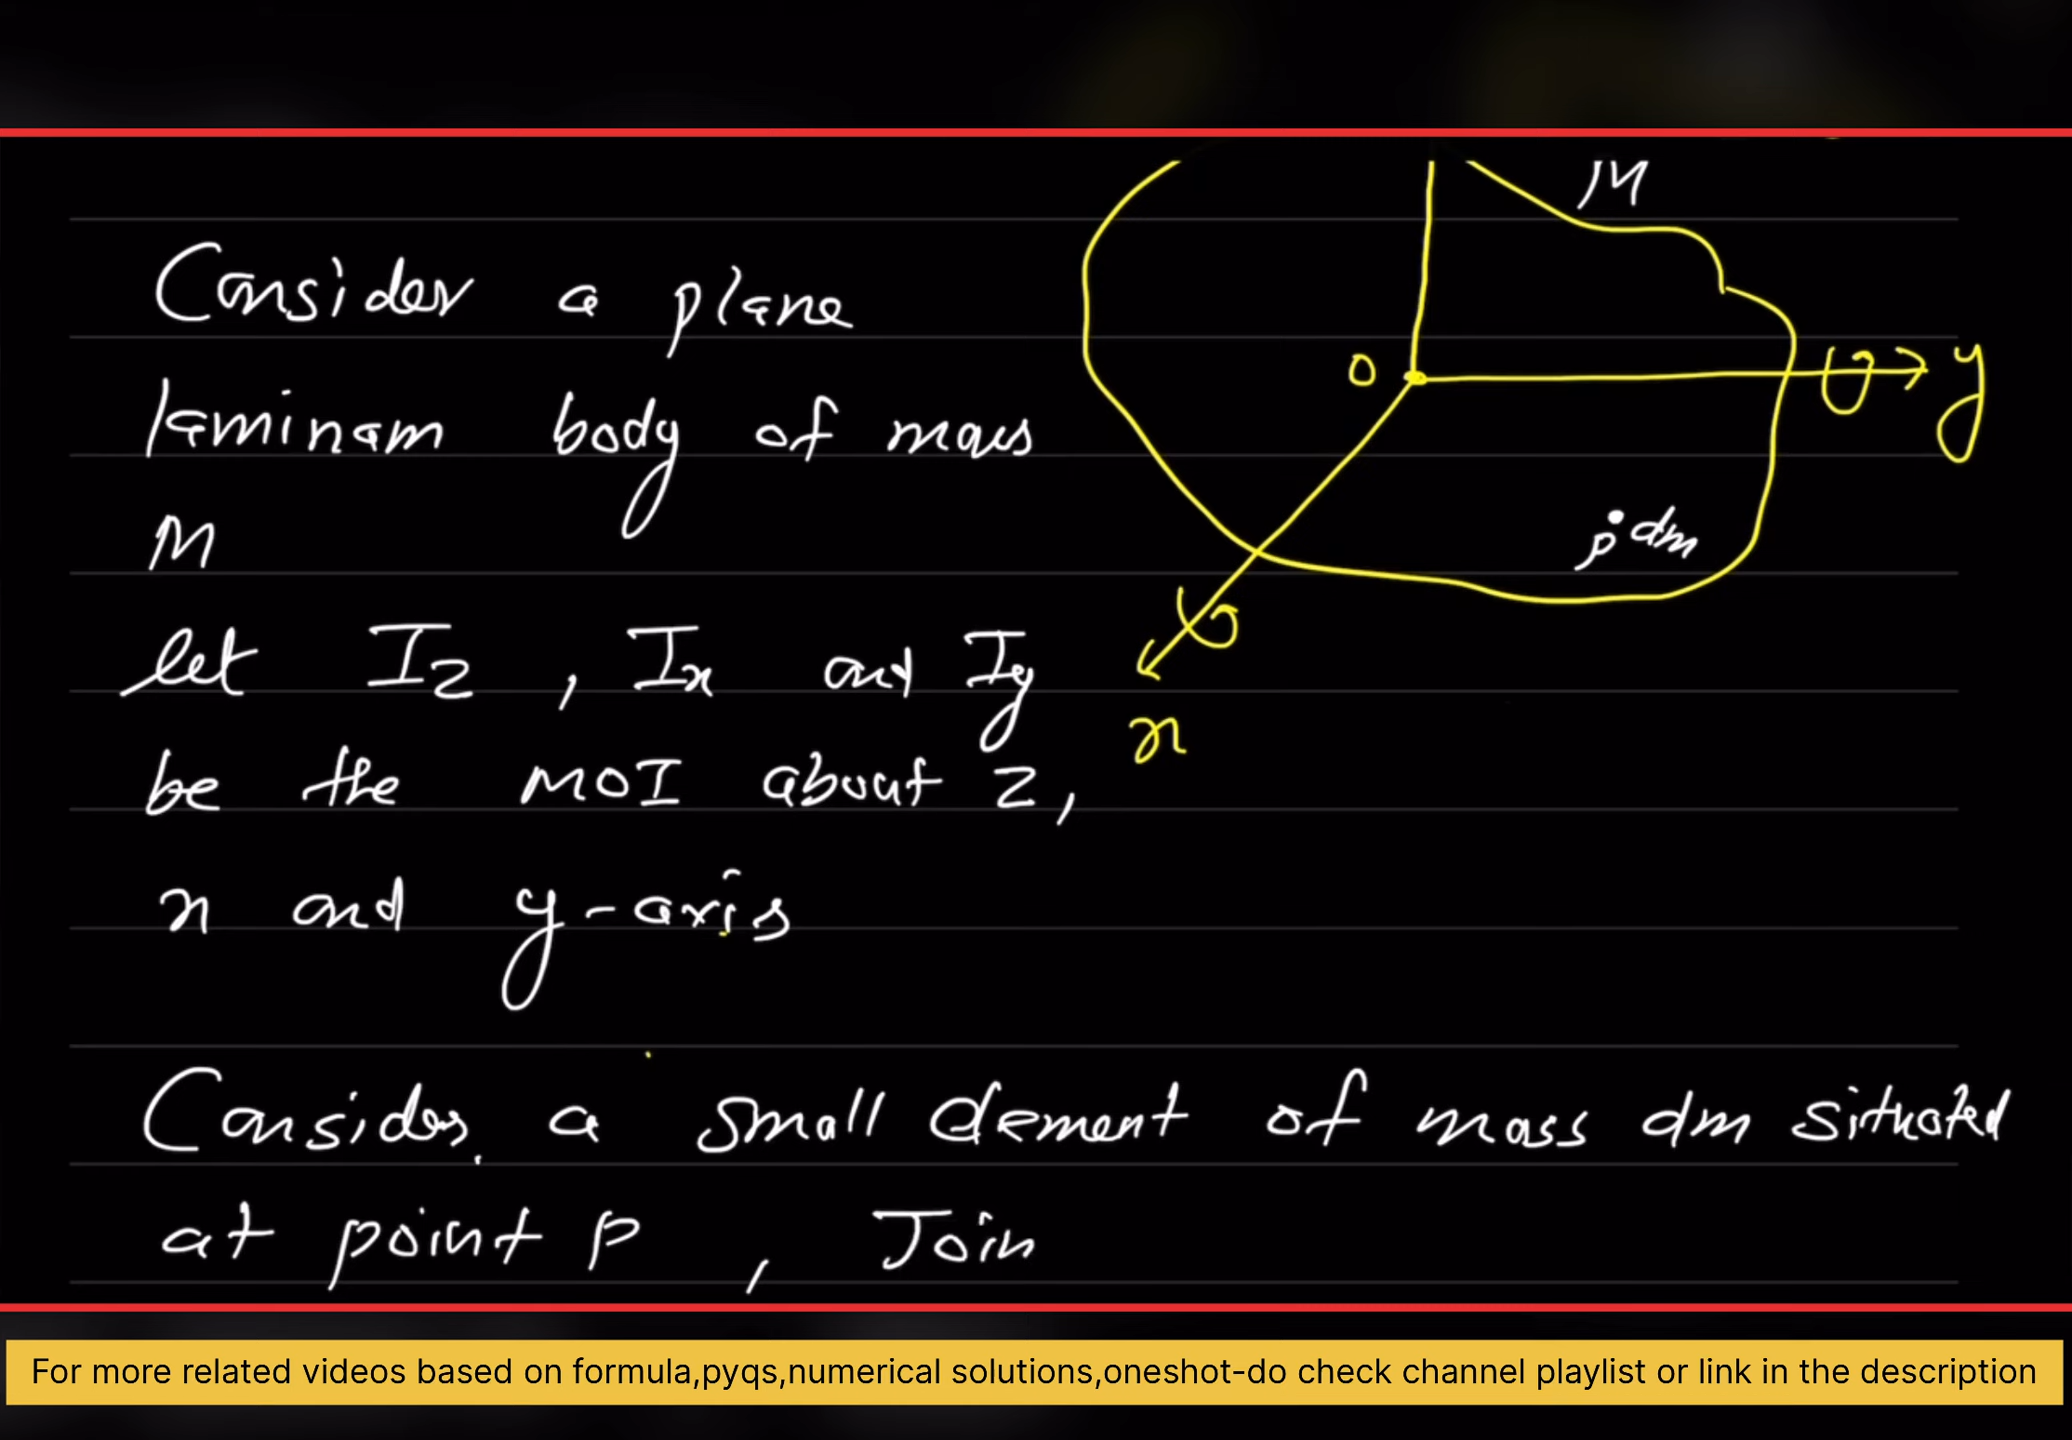 M
Consider a plane
laminam body of mass
M
O
y
P dm
let Iz , Ix and Iy
x
be the MOI about z,
x and y-axis
Consider a small element of mass dm situated
at point P , Join
For more related videos based on formula,pyqs,numerical solutions,oneshot-do check channel playlist or link in the description